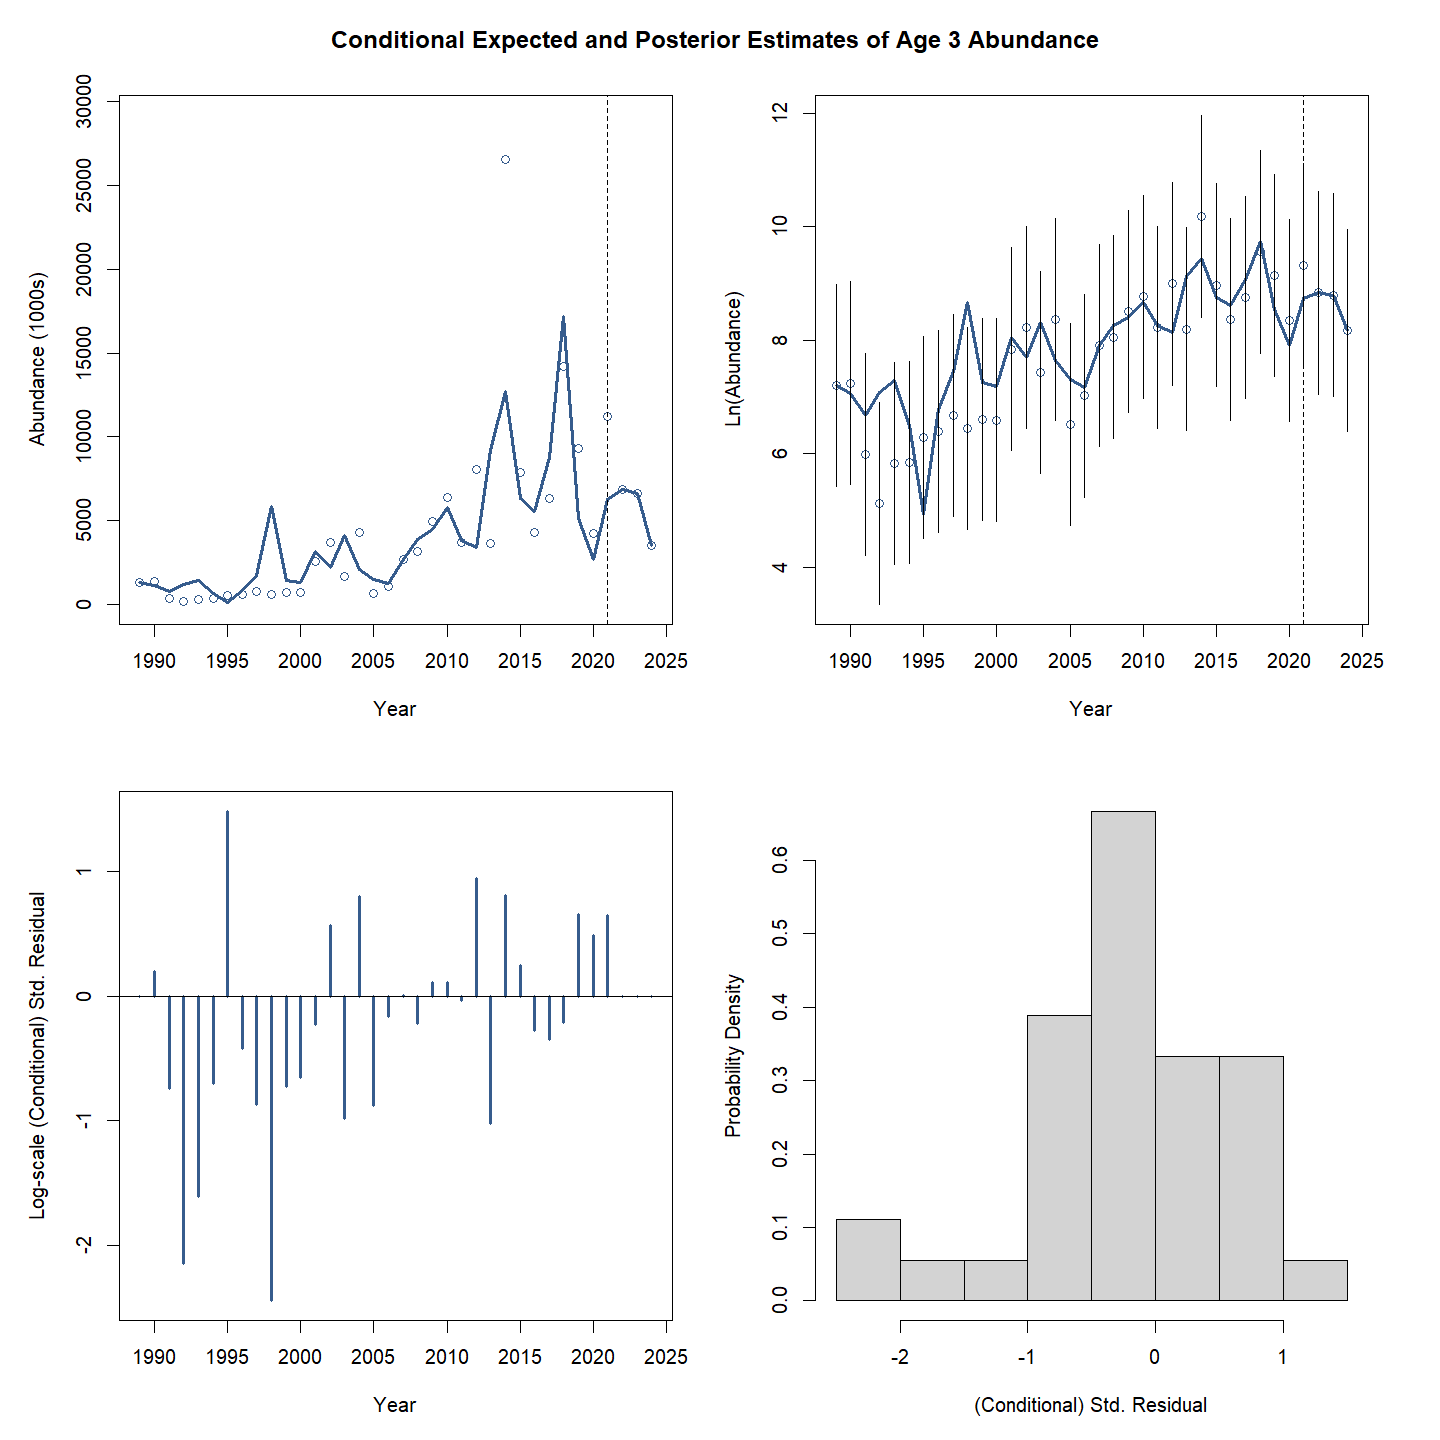 Conditional Expected and Posterior Estimates of Age 3 Abundance
Abundance (1000s)
30000
25000
20000
15000
10000
5000
0
1990 1995 2000 2005 2010 2015 2020 2025
Year
Ln(Abundance)
12
10
8
6
4
1990 1995 2000 2005 2010 2015 2020 2025
Year
Log-scale (Conditional) Std. Residual
1
0
-1
-2
1990 1995 2000 2005 2010 2015 2020 2025
Year
Probability Density
0.6
0.5
0.4
0.3
0.2
0.1
0.0
-2 -1 0 1
(Conditional) Std. Residual